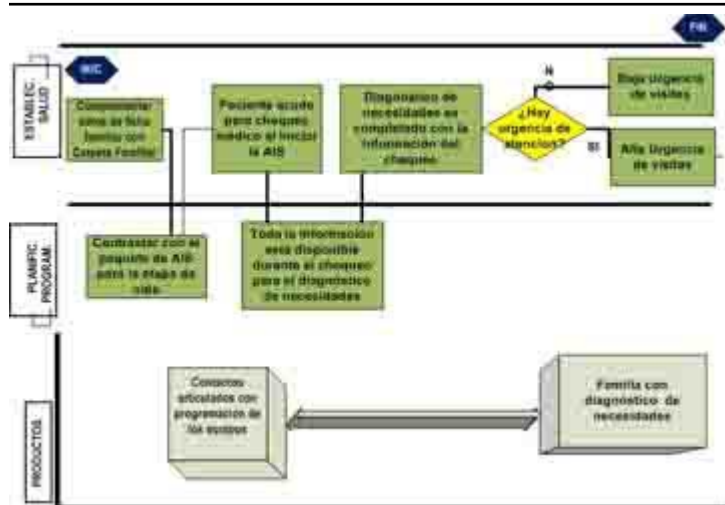 INIC
FIN
ESTABLEC.
SALUD
datos de ficha
familiar con
Carpeta Familiar
Paciente acude
para chequeo
médico al iniciar
la AIS
Diagnóstico de
necesidades es
completado con la
información del
chequeo
¿Hay
urgencia de
atención?
N
O
SI
Baja urgencia
de visitas
Alta Urgencia
de visitas
PLANIFIC.
PROGRAM.
Contrastar con el
paquete de AIS
para la etapa de
vida
Toda la información
está disponible
durante el chequeo
para el diagnóstico
de necesidades
PRODUCTOS
Contactos
articulados con
programación de
los equipos
Familia con
diagnóstico de
necesidades